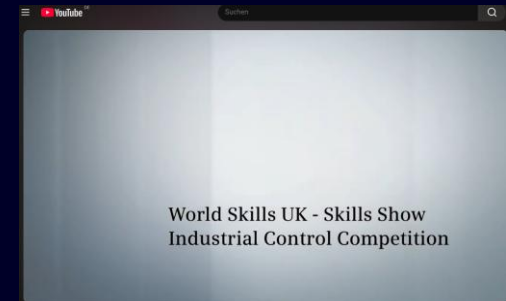 YouTube
Suchen
World Skills UK - Skills Show
Industrial Control Competition